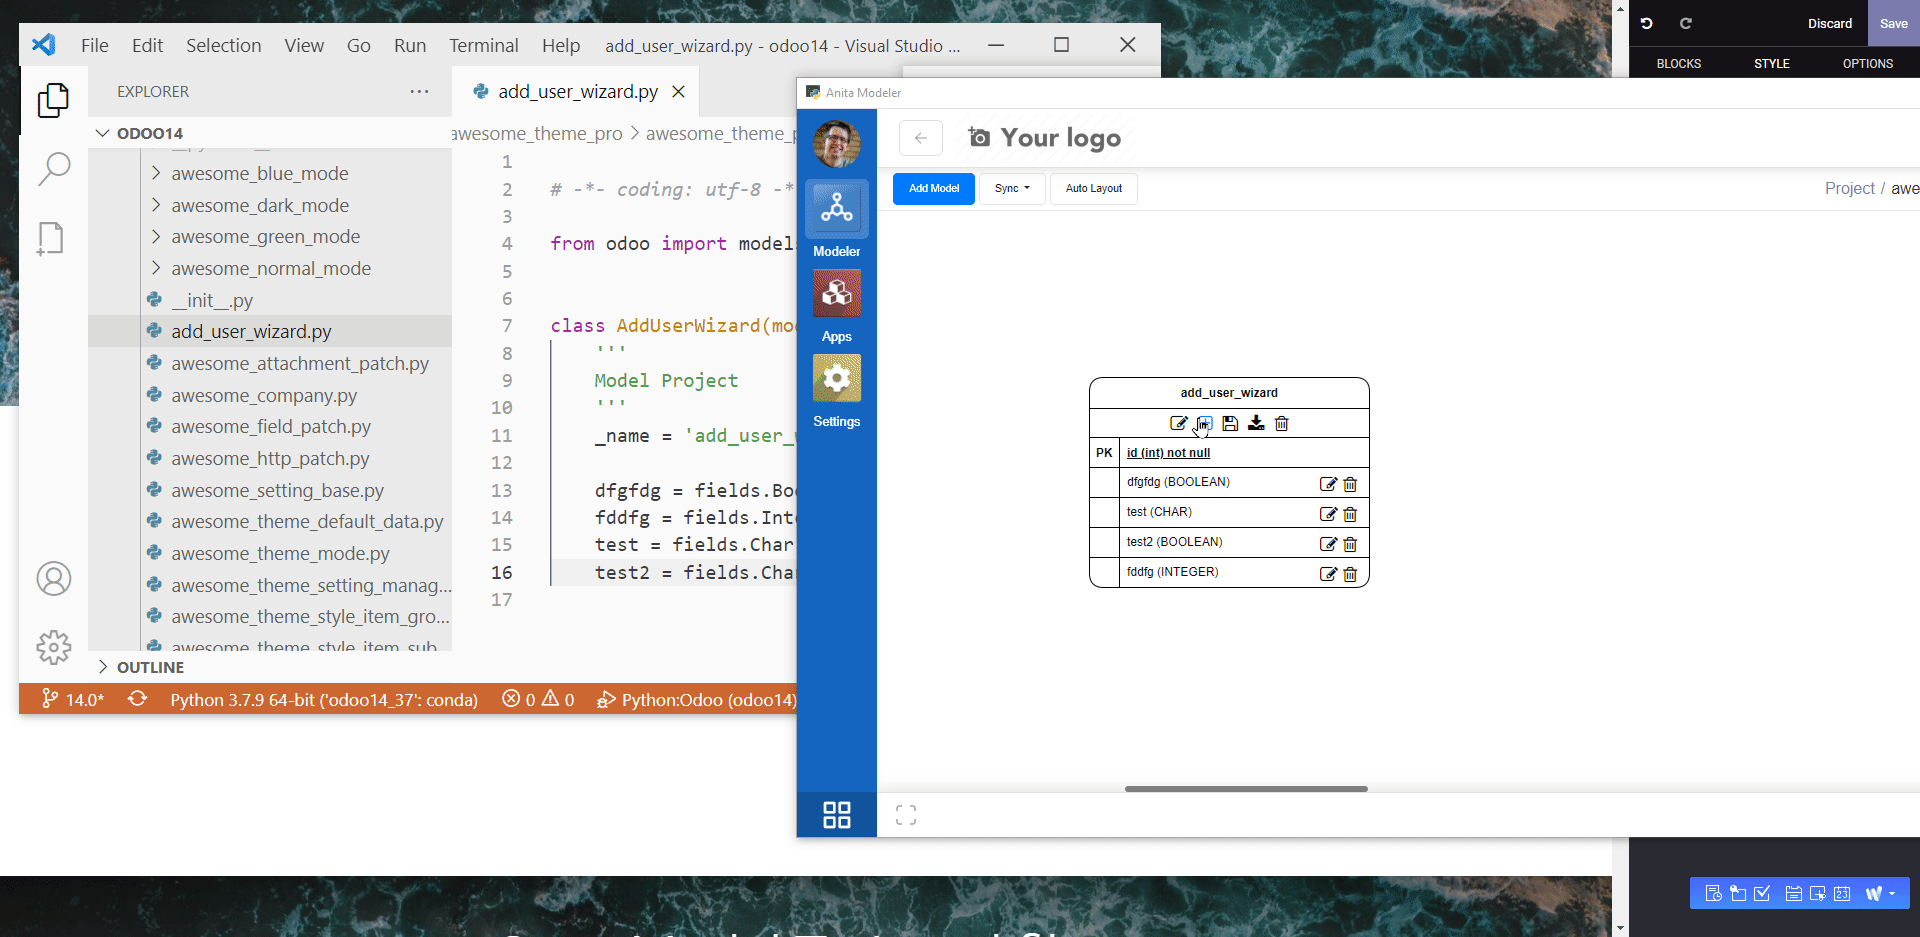 File Edit Selection View Go Run Terminal Help add_user_wizard.py - odoo14 - Visual Studio ...
EXPLORER ...
ODOO14
awesome_blue_mode
awesome_dark_mode
awesome_green_mode
awesome_normal_mode
__init__.py
add_user_wizard.py
awesome_attachment_patch.py
awesome_company.py
awesome_field_patch.py
awesome_http_patch.py
awesome_setting_base.py
awesome_theme_default_data.py
awesome_theme_mode.py
awesome_theme_setting_manag...
awesome_theme_style_item_gro...
awesome_theme_style_item_sub
OUTLINE
add_user_wizard.py
awesome_theme_pro > awesome_theme_p
1
2 # -*- coding: utf-8 -*
3
4 from odoo import models
5
6
7 class AddUserWizard(mo
8 '''
9 Model Project
10 '''
11 _name = 'add_user_
12
13 dfgfdg = fields.Bo
14 fddfg = fields.Int
15 test = fields.Char
16 test2 = fields.Cha
17
14.0* Python 3.7.9 64-bit ('odoo14_37': conda) 0 0 Python:Odoo (odoo14)
Anita Modeler
Your logo
Modeler
Apps
Settings
Add Model Sync Auto Layout
Project / awe
add_user_wizard
PK id (int) not null
dfgfdg (BOOLEAN)
test (CHAR)
test2 (BOOLEAN)
fddfg (INTEGER)
Discard Save
BLOCKS STYLE OPTIONS
23